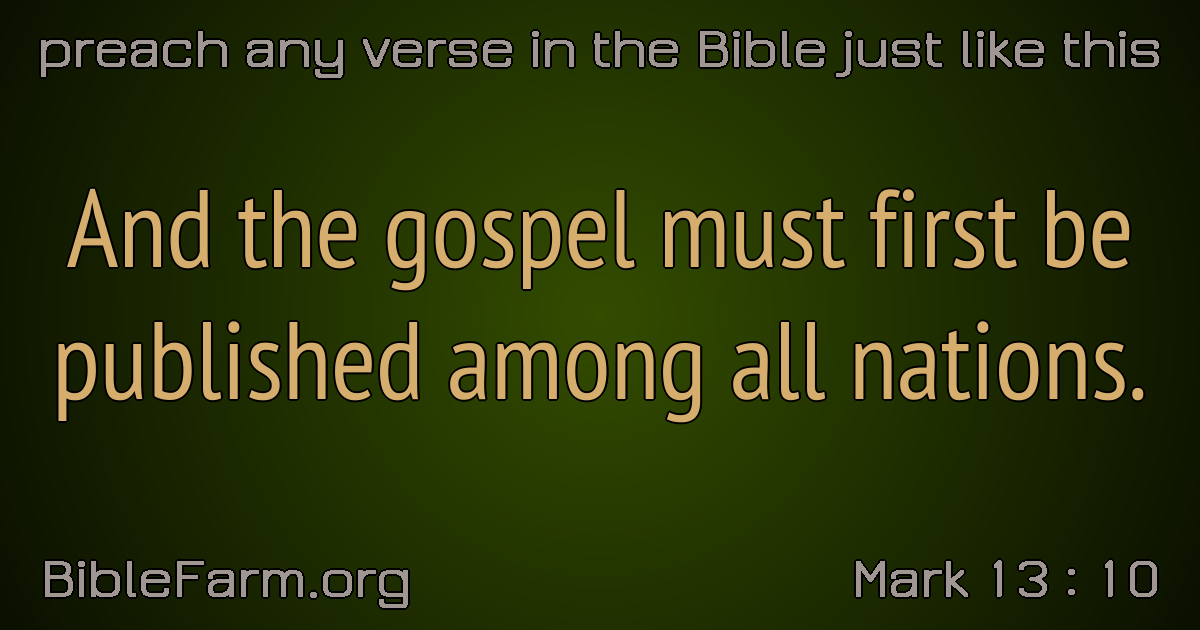 preach any verse in the Bible just like this
And the gospel must first be
published among all nations.
BibleFarm.org
Mark 13 : 10